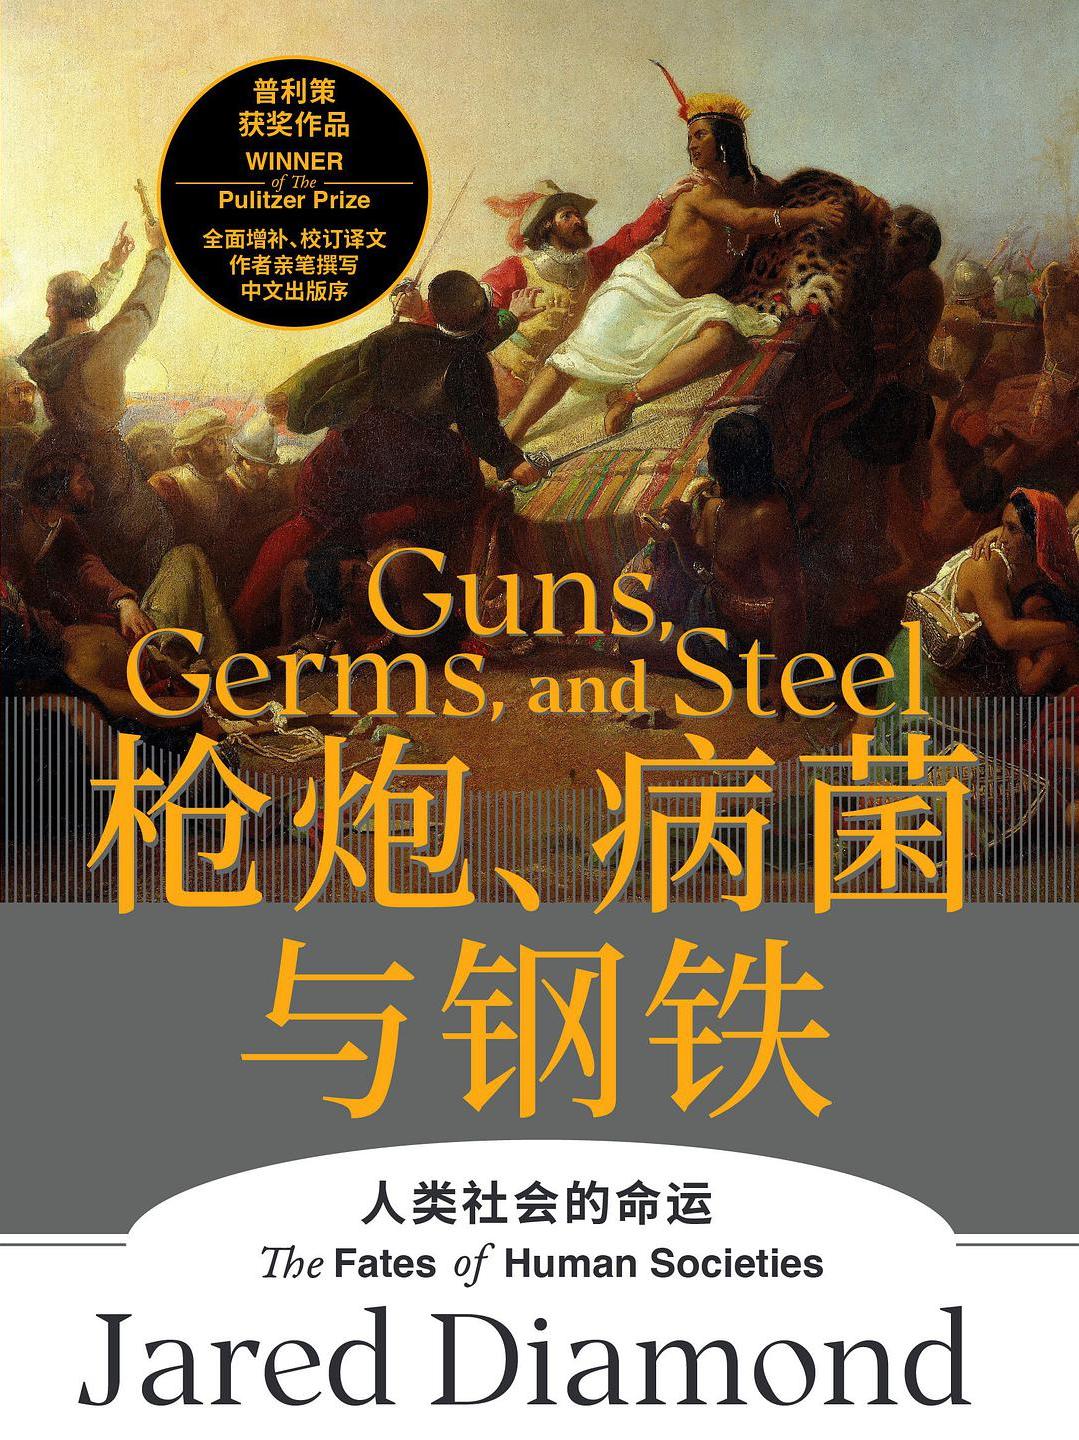 普利策
获奖作品
WINNER
of The
Pulitzer Prize
全面增补、校订译文
作者亲笔撰写
中文出版序
Guns,
Germs, and Steel
枪炮、病菌
与钢铁
人类社会的命运
The Fates of Human Societies
Jared Diamond